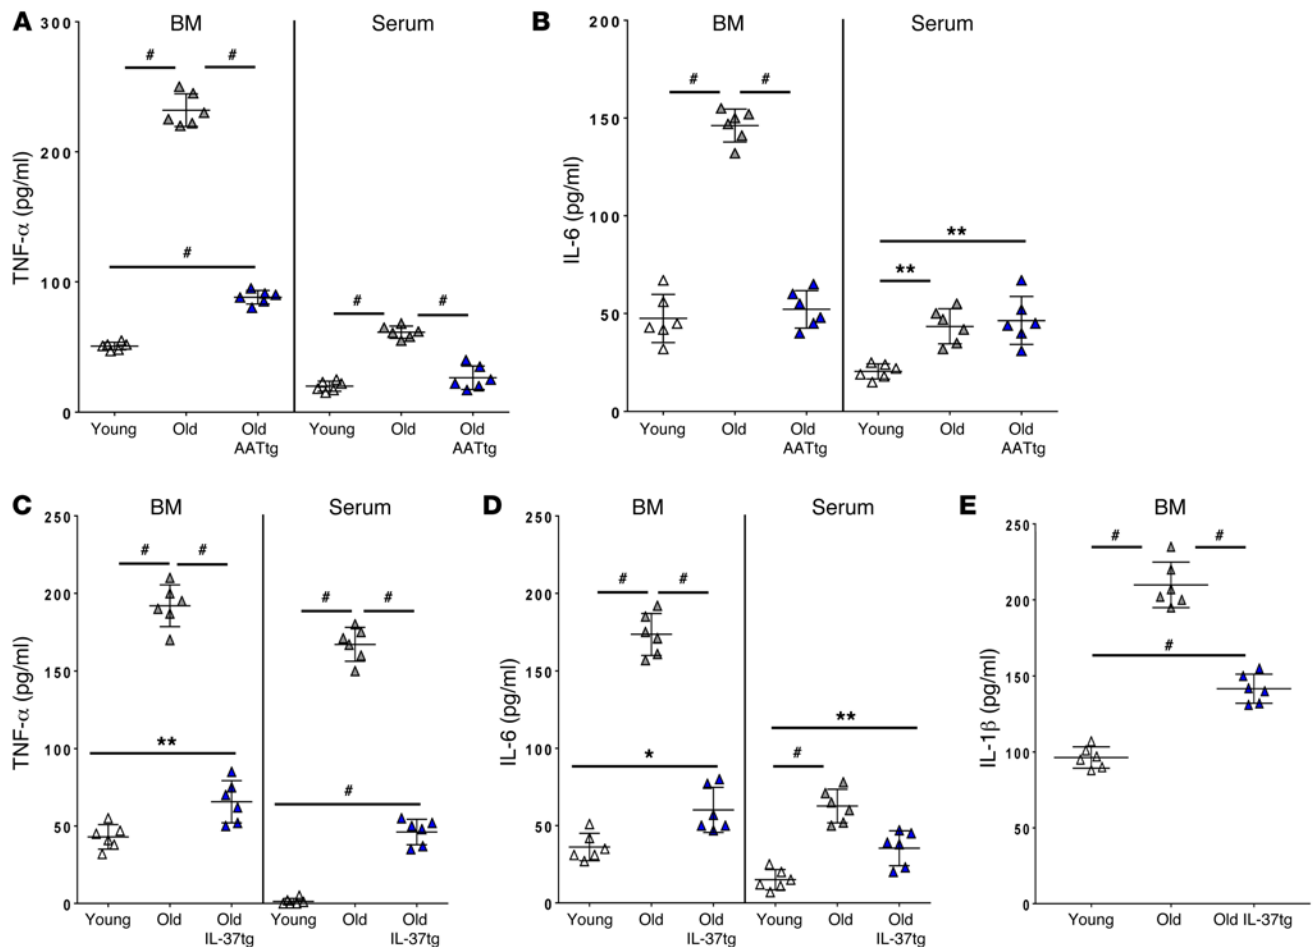 A
BM
Serum
TNF-α (pg/ml)
300
200
100
0
# #
#
# #
Young Old Old AATtg
Young Old Old AATtg
B
BM
Serum
IL-6 (pg/ml)
200
150
100
50
0
# #
**
**
Young Old Old AATtg
Young Old Old AATtg
C
BM
Serum
TNF-α (pg/ml)
250
200
150
100
50
0
# #
**
# #
#
Young Old Old IL-37tg
Young Old Old IL-37tg
D
BM
Serum
IL-6 (pg/ml)
250
200
150
100
50
0
# #
*
**
#
Young Old Old IL-37tg
Young Old Old IL-37tg
E
BM
IL-1β (pg/ml)
250
200
150
100
50
0
# #
#
Young Old Old IL-37tg